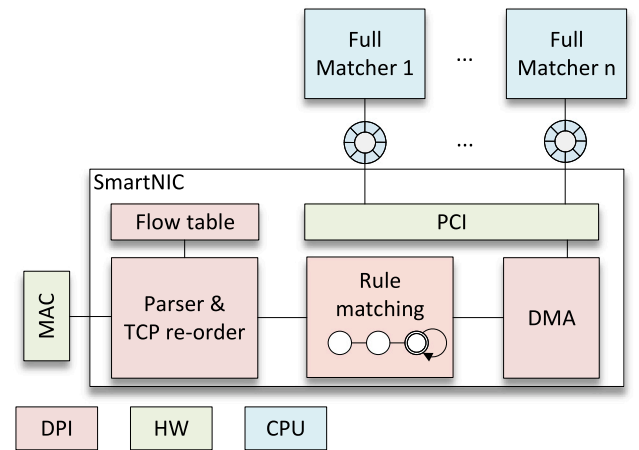 Full
Matcher 1
...
Full
Matcher n
...
SmartNIC
Flow table
PCI
MAC
Parser &
TCP re-order
Rule
matching
DMA
DPI
HW
CPU